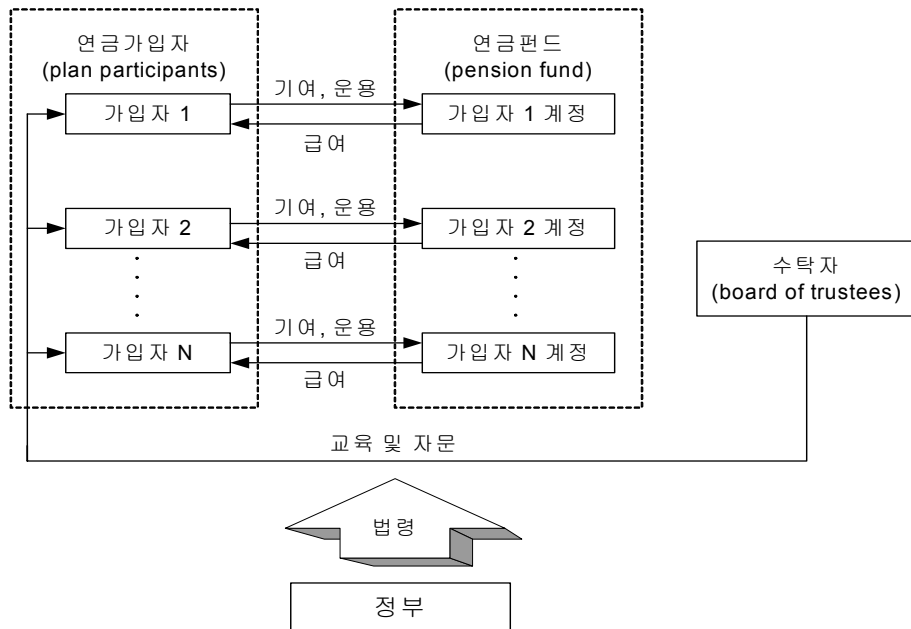 연금가입자
(plan participants)
연금펀드
(pension fund)
가입자 1
기여, 운용
급여
가입자 1 계정
가입자 2
기여, 운용
급여
가입자 2 계정
수탁자
(board of trustees)
가입자 N
기여, 운용
급여
가입자 N 계정
교육 및 자문
법령
정부